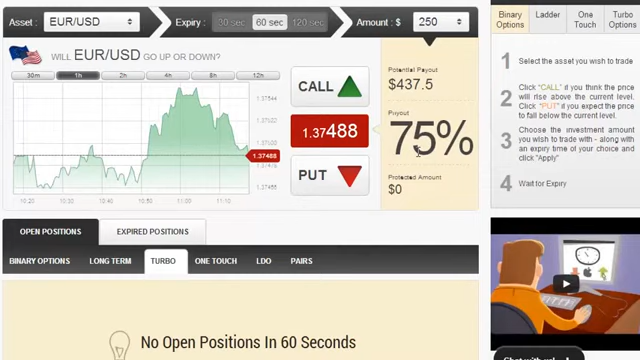 Asset: EUR/USD
Expiry: 30 sec 60 sec 120 sec
Amount: $ 250
WILL EUR/USD GO UP OR DOWN?
30m 1h 2h 4h 8h 12h
1.37544
1.37500
1.37488
1.37456
10:20 10:30 10:40 10:50 11:00 11:10
CALL
1.37488
PUT
Potential Payout
$437.5
Payout
75%
Protected Amount
$0
Binary Options
Ladder
One Touch
Turbo Options
1 Select the asset you wish to trade
2 Click "CALL" if you think the price
will rise above the current level.
Click "PUT" if you expect the price
to fall below the current level.
3 Choose the investment amount
you wish to trade with - along with
an expiry time of your choice and
click "Apply"
4 Wait for Expiry
OPEN POSITIONS EXPIRED POSITIONS
BINARY OPTIONS LONG TERM TURBO ONE TOUCH LDO PAIRS
No Open Positions In 60 Seconds